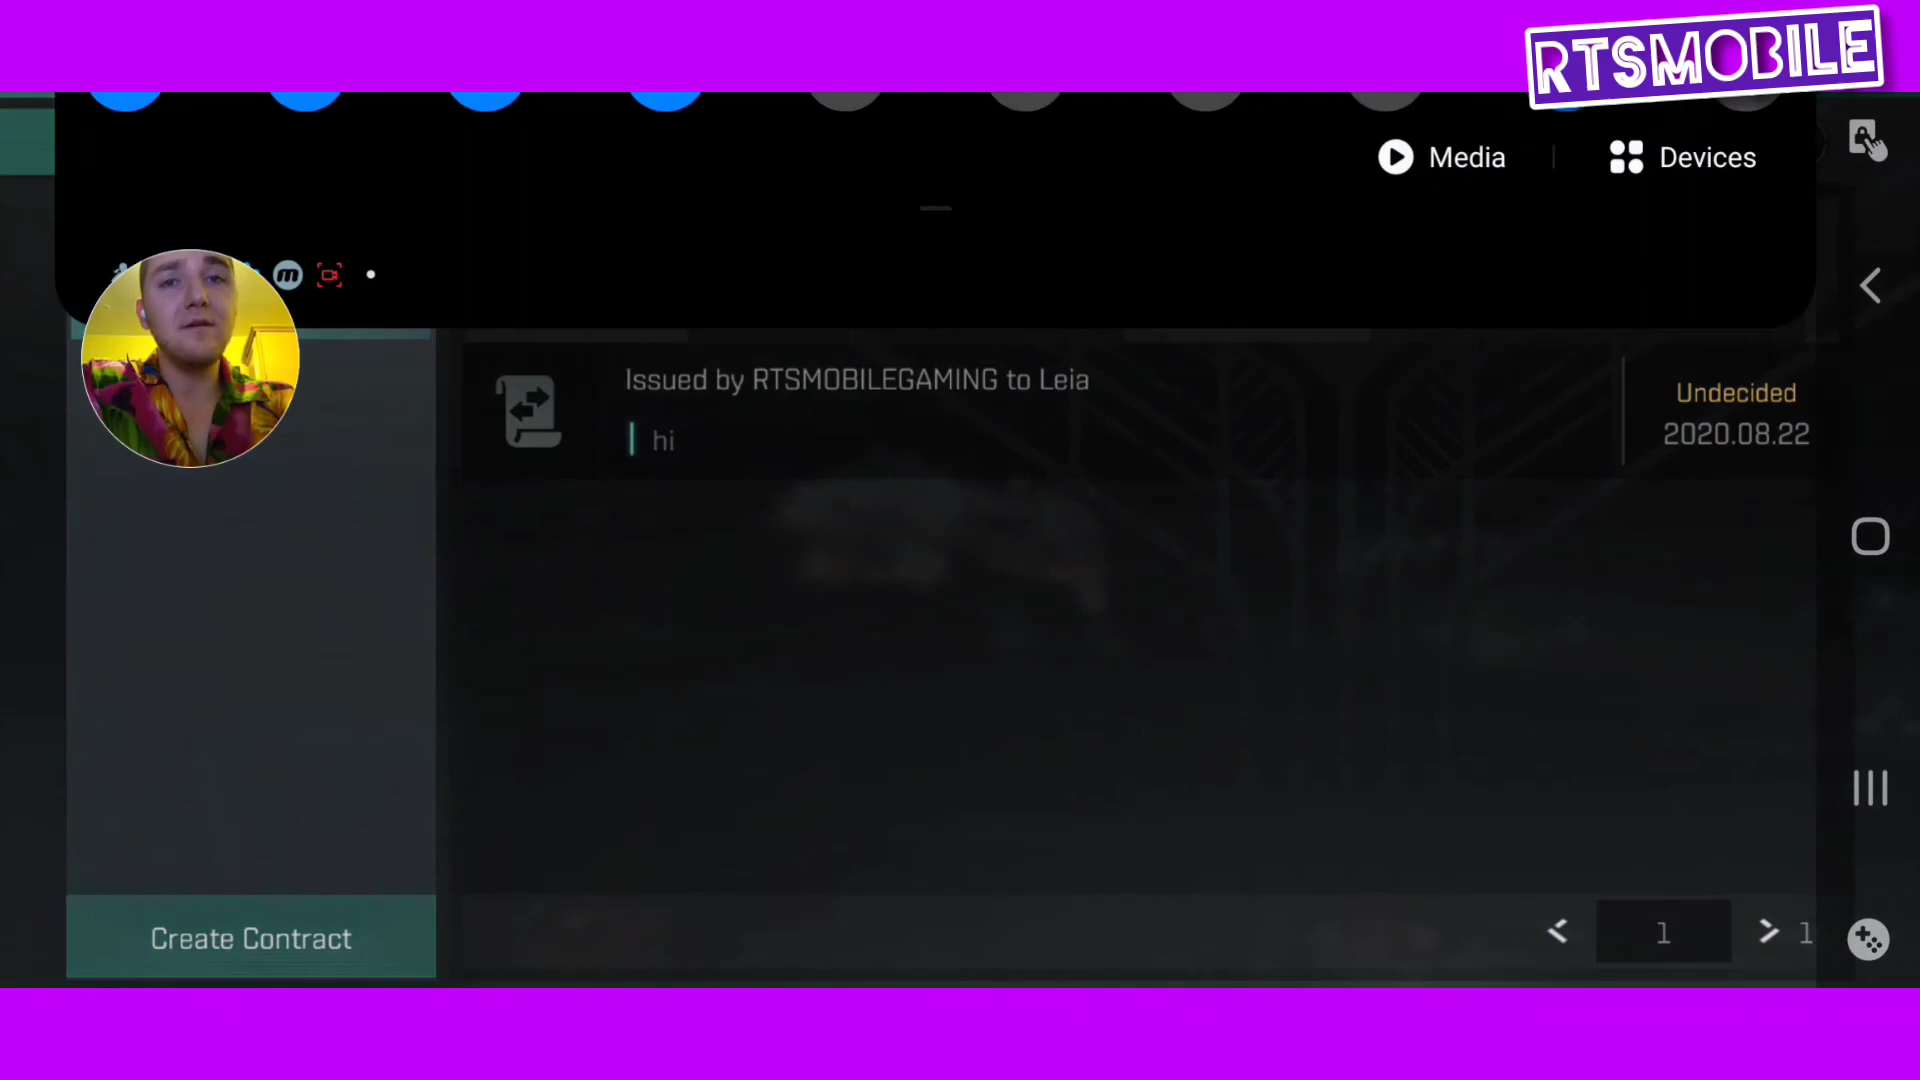 RTSMOBILE
Media
Devices
m
Issued by RTSMOBILEGAMING to Leia
hi
Undecided
2020.08.22
Create Contract
< 1 > 1